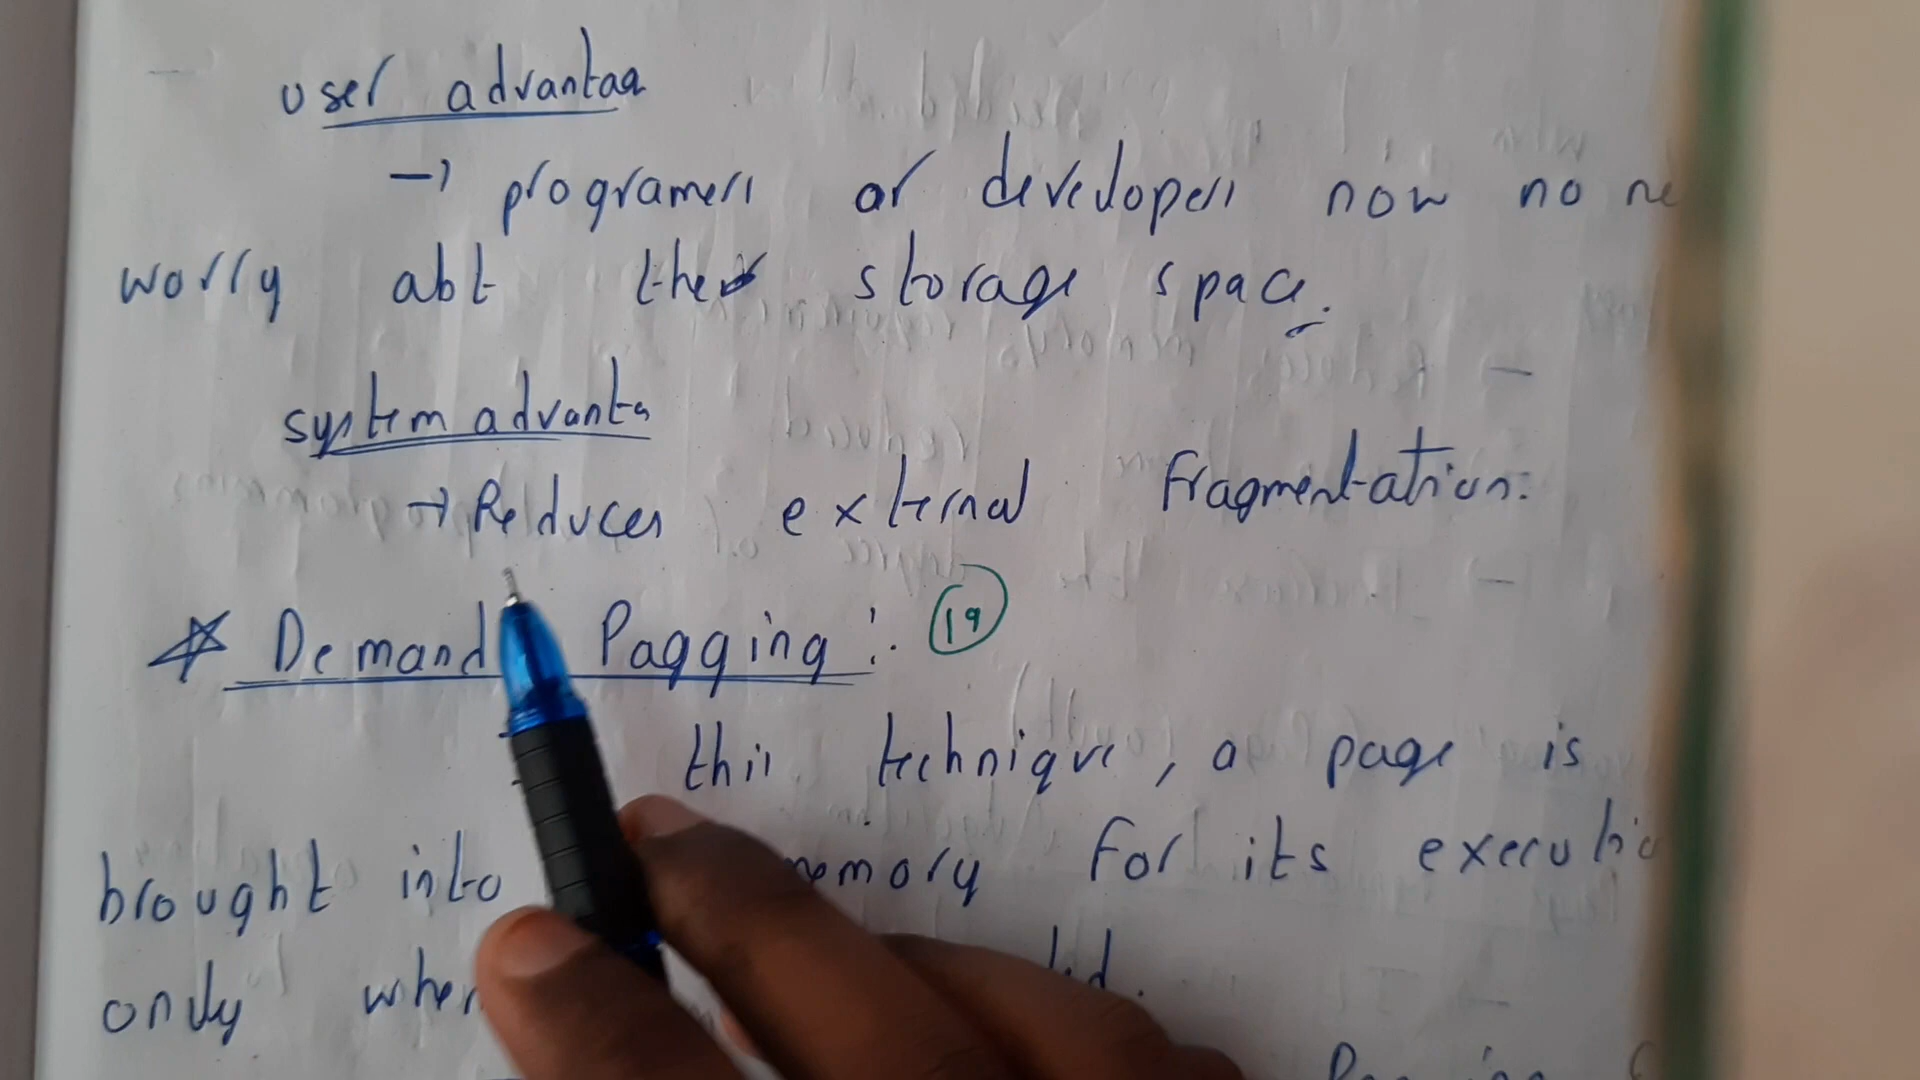 user advantag
→ programers or developers now no ne
worry abt the storage space.
system advanta
→ Reduces external fragmentation.
* Demand Pagging :. 19
this technique, a page is
brought into memory for its executio
only when